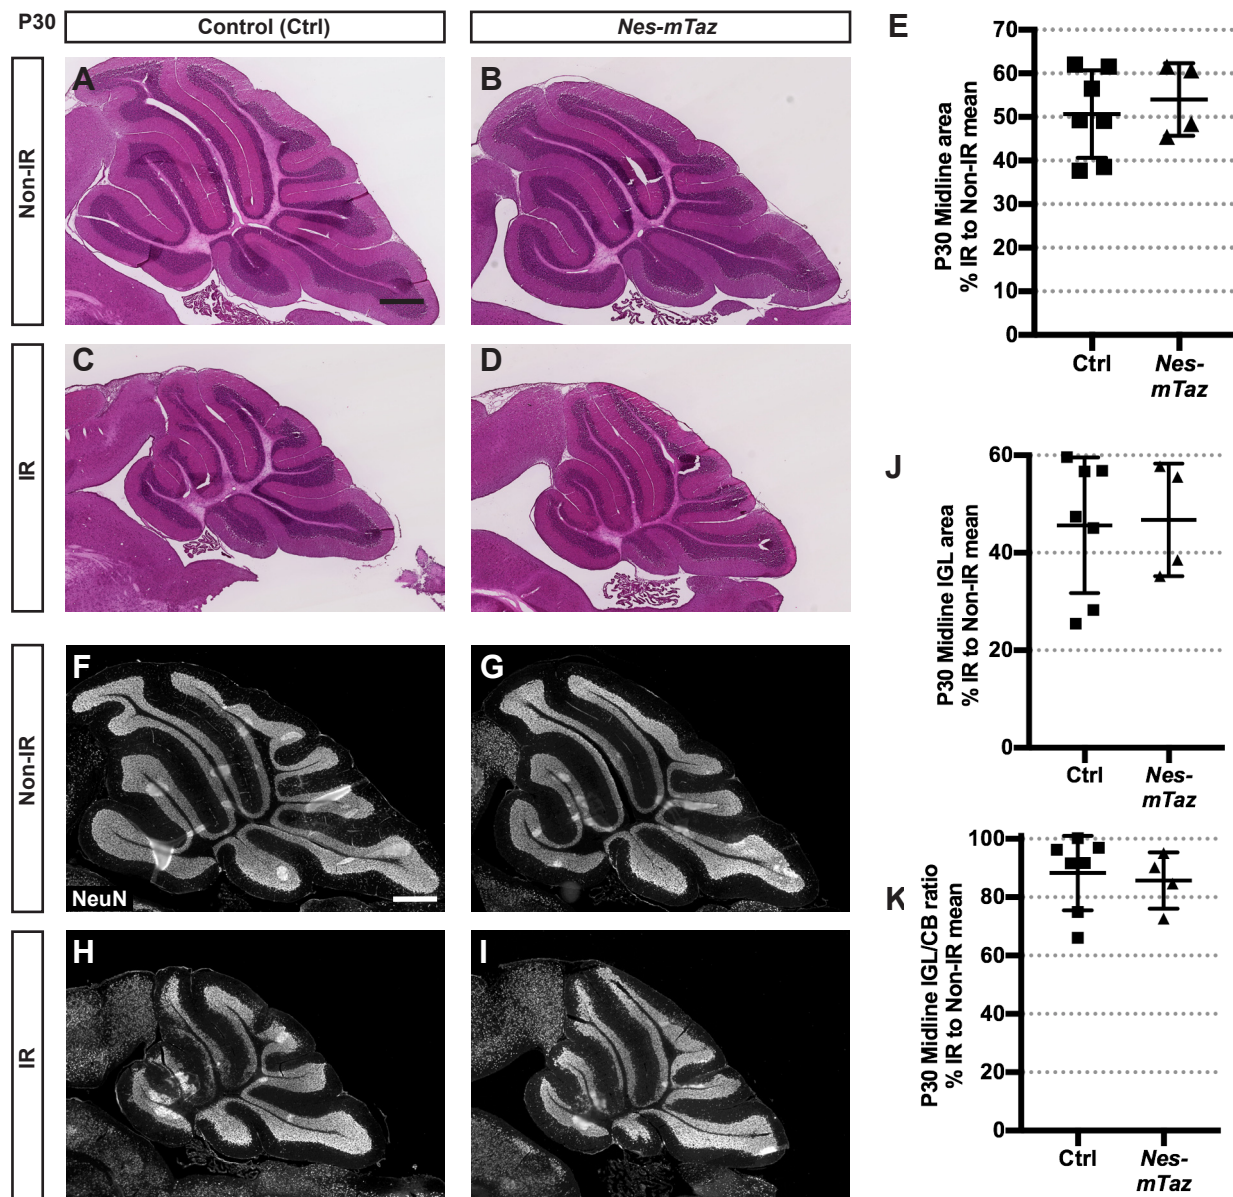 P30
Control (Ctrl)
Nes-mTaz
Non-IR
A
B
IR
C
D
Non-IR
F
NeuN
G
IR
H
I
E
P30 Midline area
% IR to Non-IR mean
70
60
50
40
30
20
10
0
Ctrl
Nes-
mTaz
J
P30 Midline IGL area
% IR to Non-IR mean
60
40
20
0
Ctrl
Nes-
mTaz
K
P30 Midline IGL/CB ratio
% IR to Non-IR mean
100
80
60
40
20
0
Ctrl
Nes-
mTaz